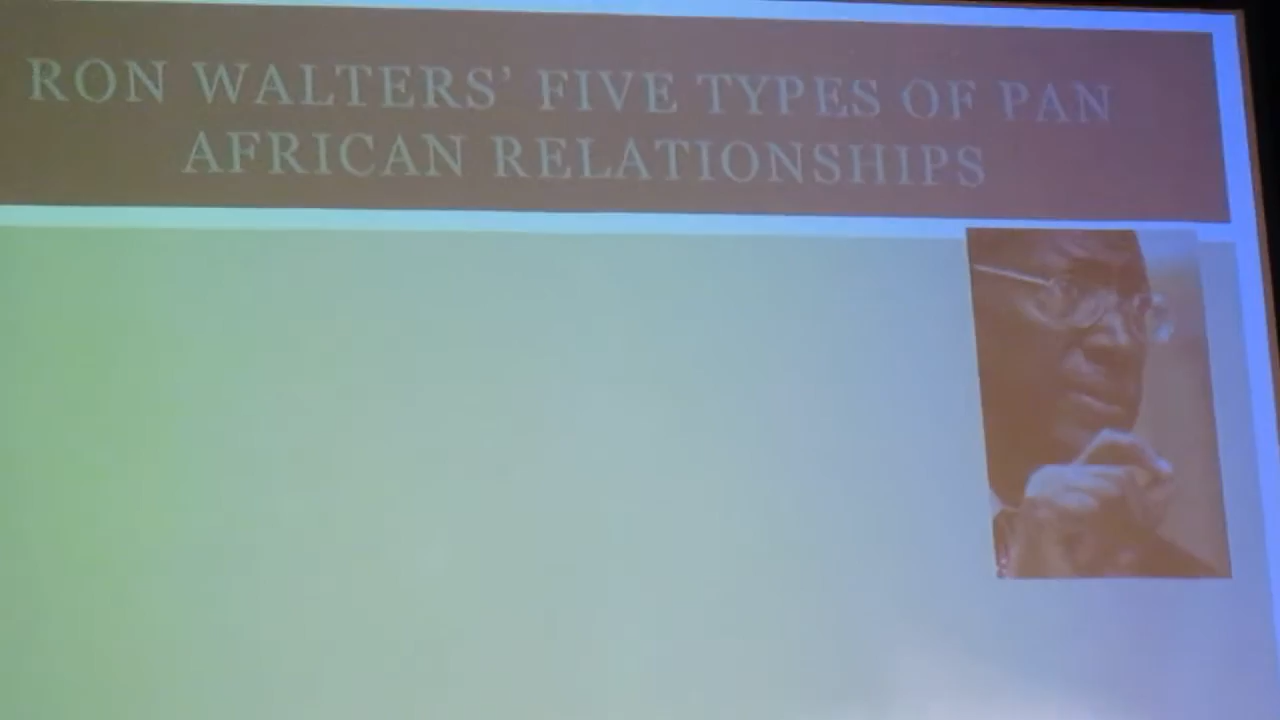 RON WALTERS' FIVE TYPES OF PAN
AFRICAN RELATIONSHIPS